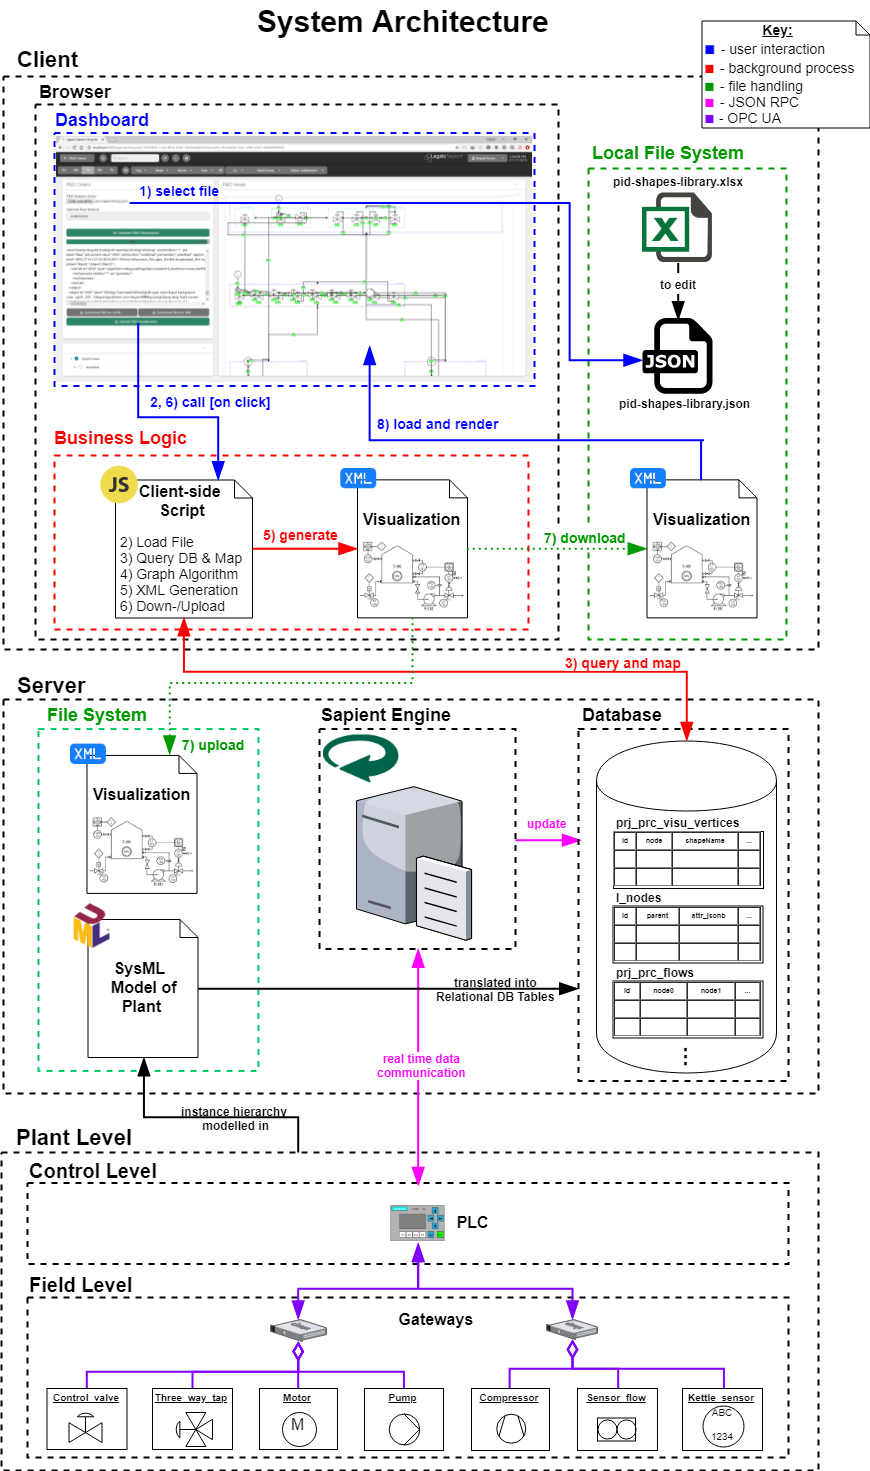 System Architecture
Key:
- user interaction
- background process
- file handling
- JSON RPC
- OPC UA
Client
Browser
Dashboard
1) select file
Local File System
pid-shapes-library.xlsx
X
to edit
JSON
pid-shapes-library.json
2, 6) call [on click]
8) load and render
Business Logic
JS
Client-side
Script
2) Load File
3) Query DB & Map
4) Graph Algorithm
5) XML Generation
6) Down-/Upload
5) generate
XML
Visualization
7) download
XML
Visualization
3) query and map
Server
File System
7) upload
XML
Visualization
UML
SysML
Model of
Plant
Sapient Engine
update
Database
prj_prc_visu_vertices
id node shapeName ...
l_nodes
id parent attr_jsonb ...
prj_prc_flows
id node0 node1 ...
translated into
Relational DB Tables
real time data
communication
instance hierarchy
modelled in
Plant Level
Control Level
PLC
Field Level
Gateways
Control_valve
Three_way_tap
Motor
M
Pump
Compressor
Sensor_flow
Kettle_sensor
ABC
1234